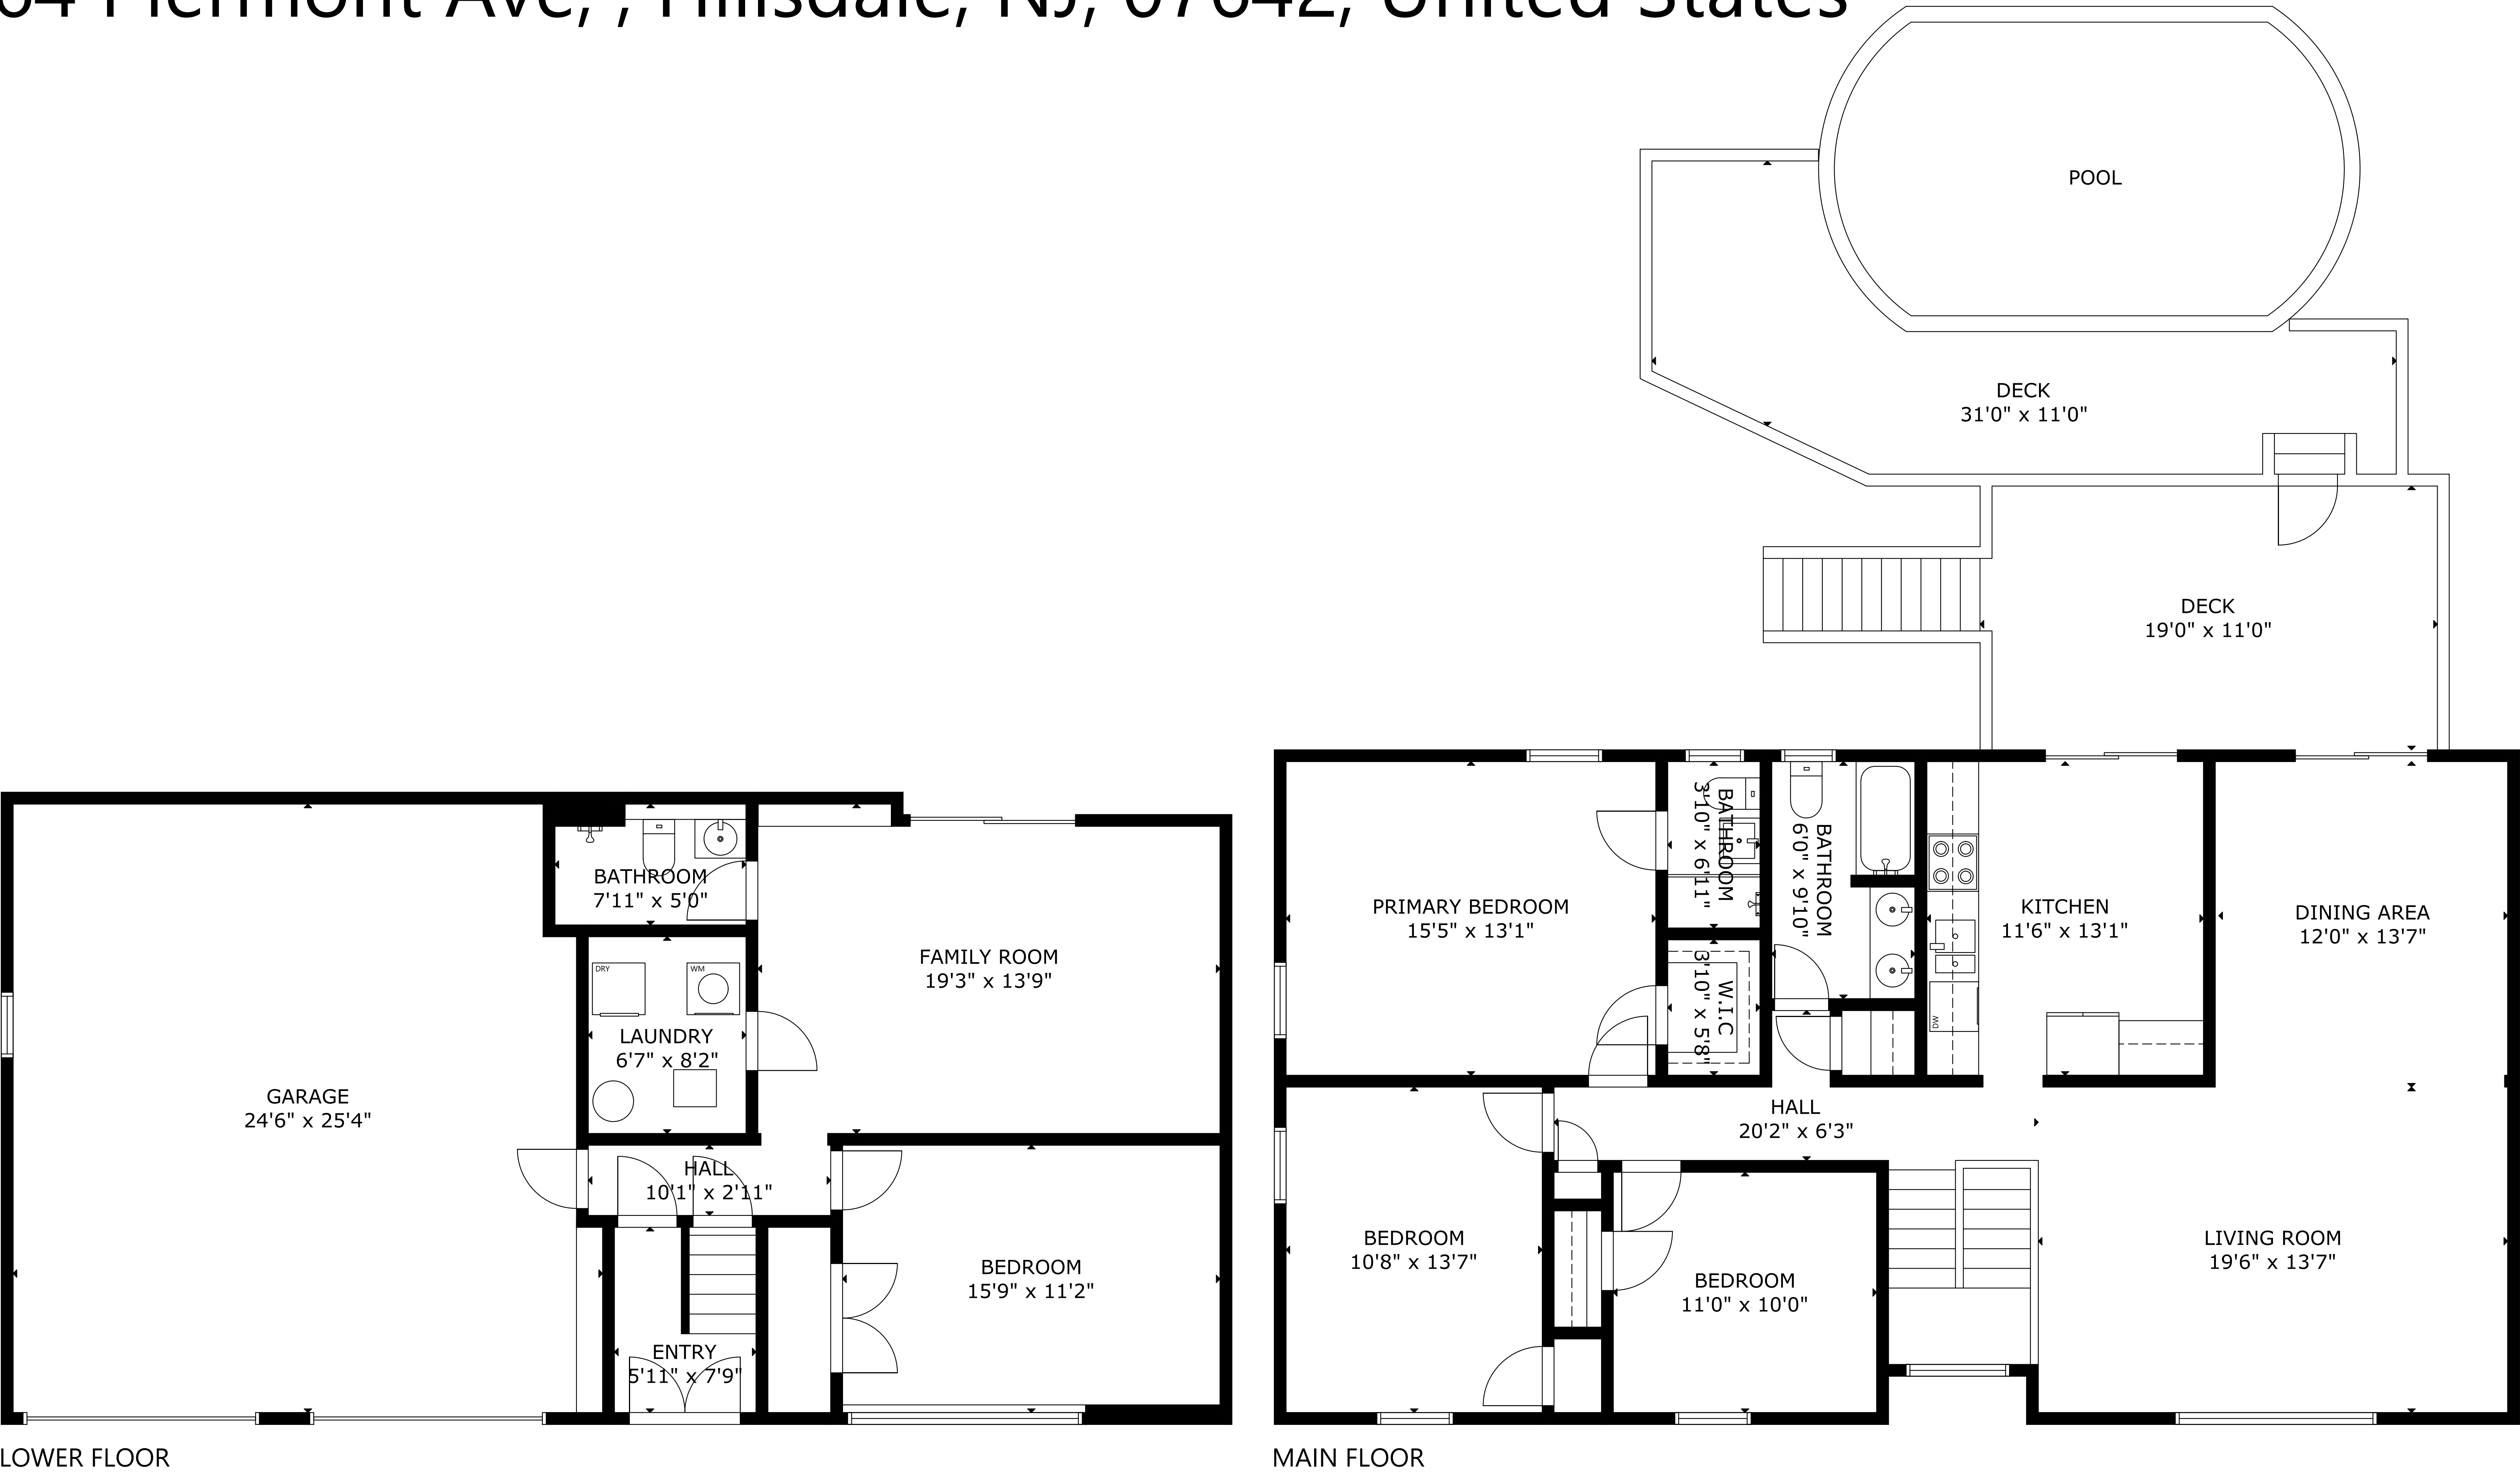 Piermont Ave, , Hillsdale, NJ, 07642, United States
POOL
DECK
31'0" x 11'0"
DECK
19'0" x 11'0"
BATHROOM
7'11" x 5'0"
FAMILY ROOM
19'3" x 13'9"
DRY
WM
LAUNDRY
6'7" x 8'2"
GARAGE
24'6" x 25'4"
HALL
10'1" x 2'11"
BEDROOM
15'9" x 11'2"
ENTRY
5'11" x 7'9"
LOWER FLOOR
PRIMARY BEDROOM
15'5" x 13'1"
BATHROOM
3'10" x 6'11"
BATHROOM
6'0" x 9'10"
W.I.C
3'10" x 5'8"
KITCHEN
11'6" x 13'1"
DW
DINING AREA
12'0" x 13'7"
HALL
20'2" x 6'3"
BEDROOM
10'8" x 13'7"
BEDROOM
11'0" x 10'0"
LIVING ROOM
19'6" x 13'7"
MAIN FLOOR